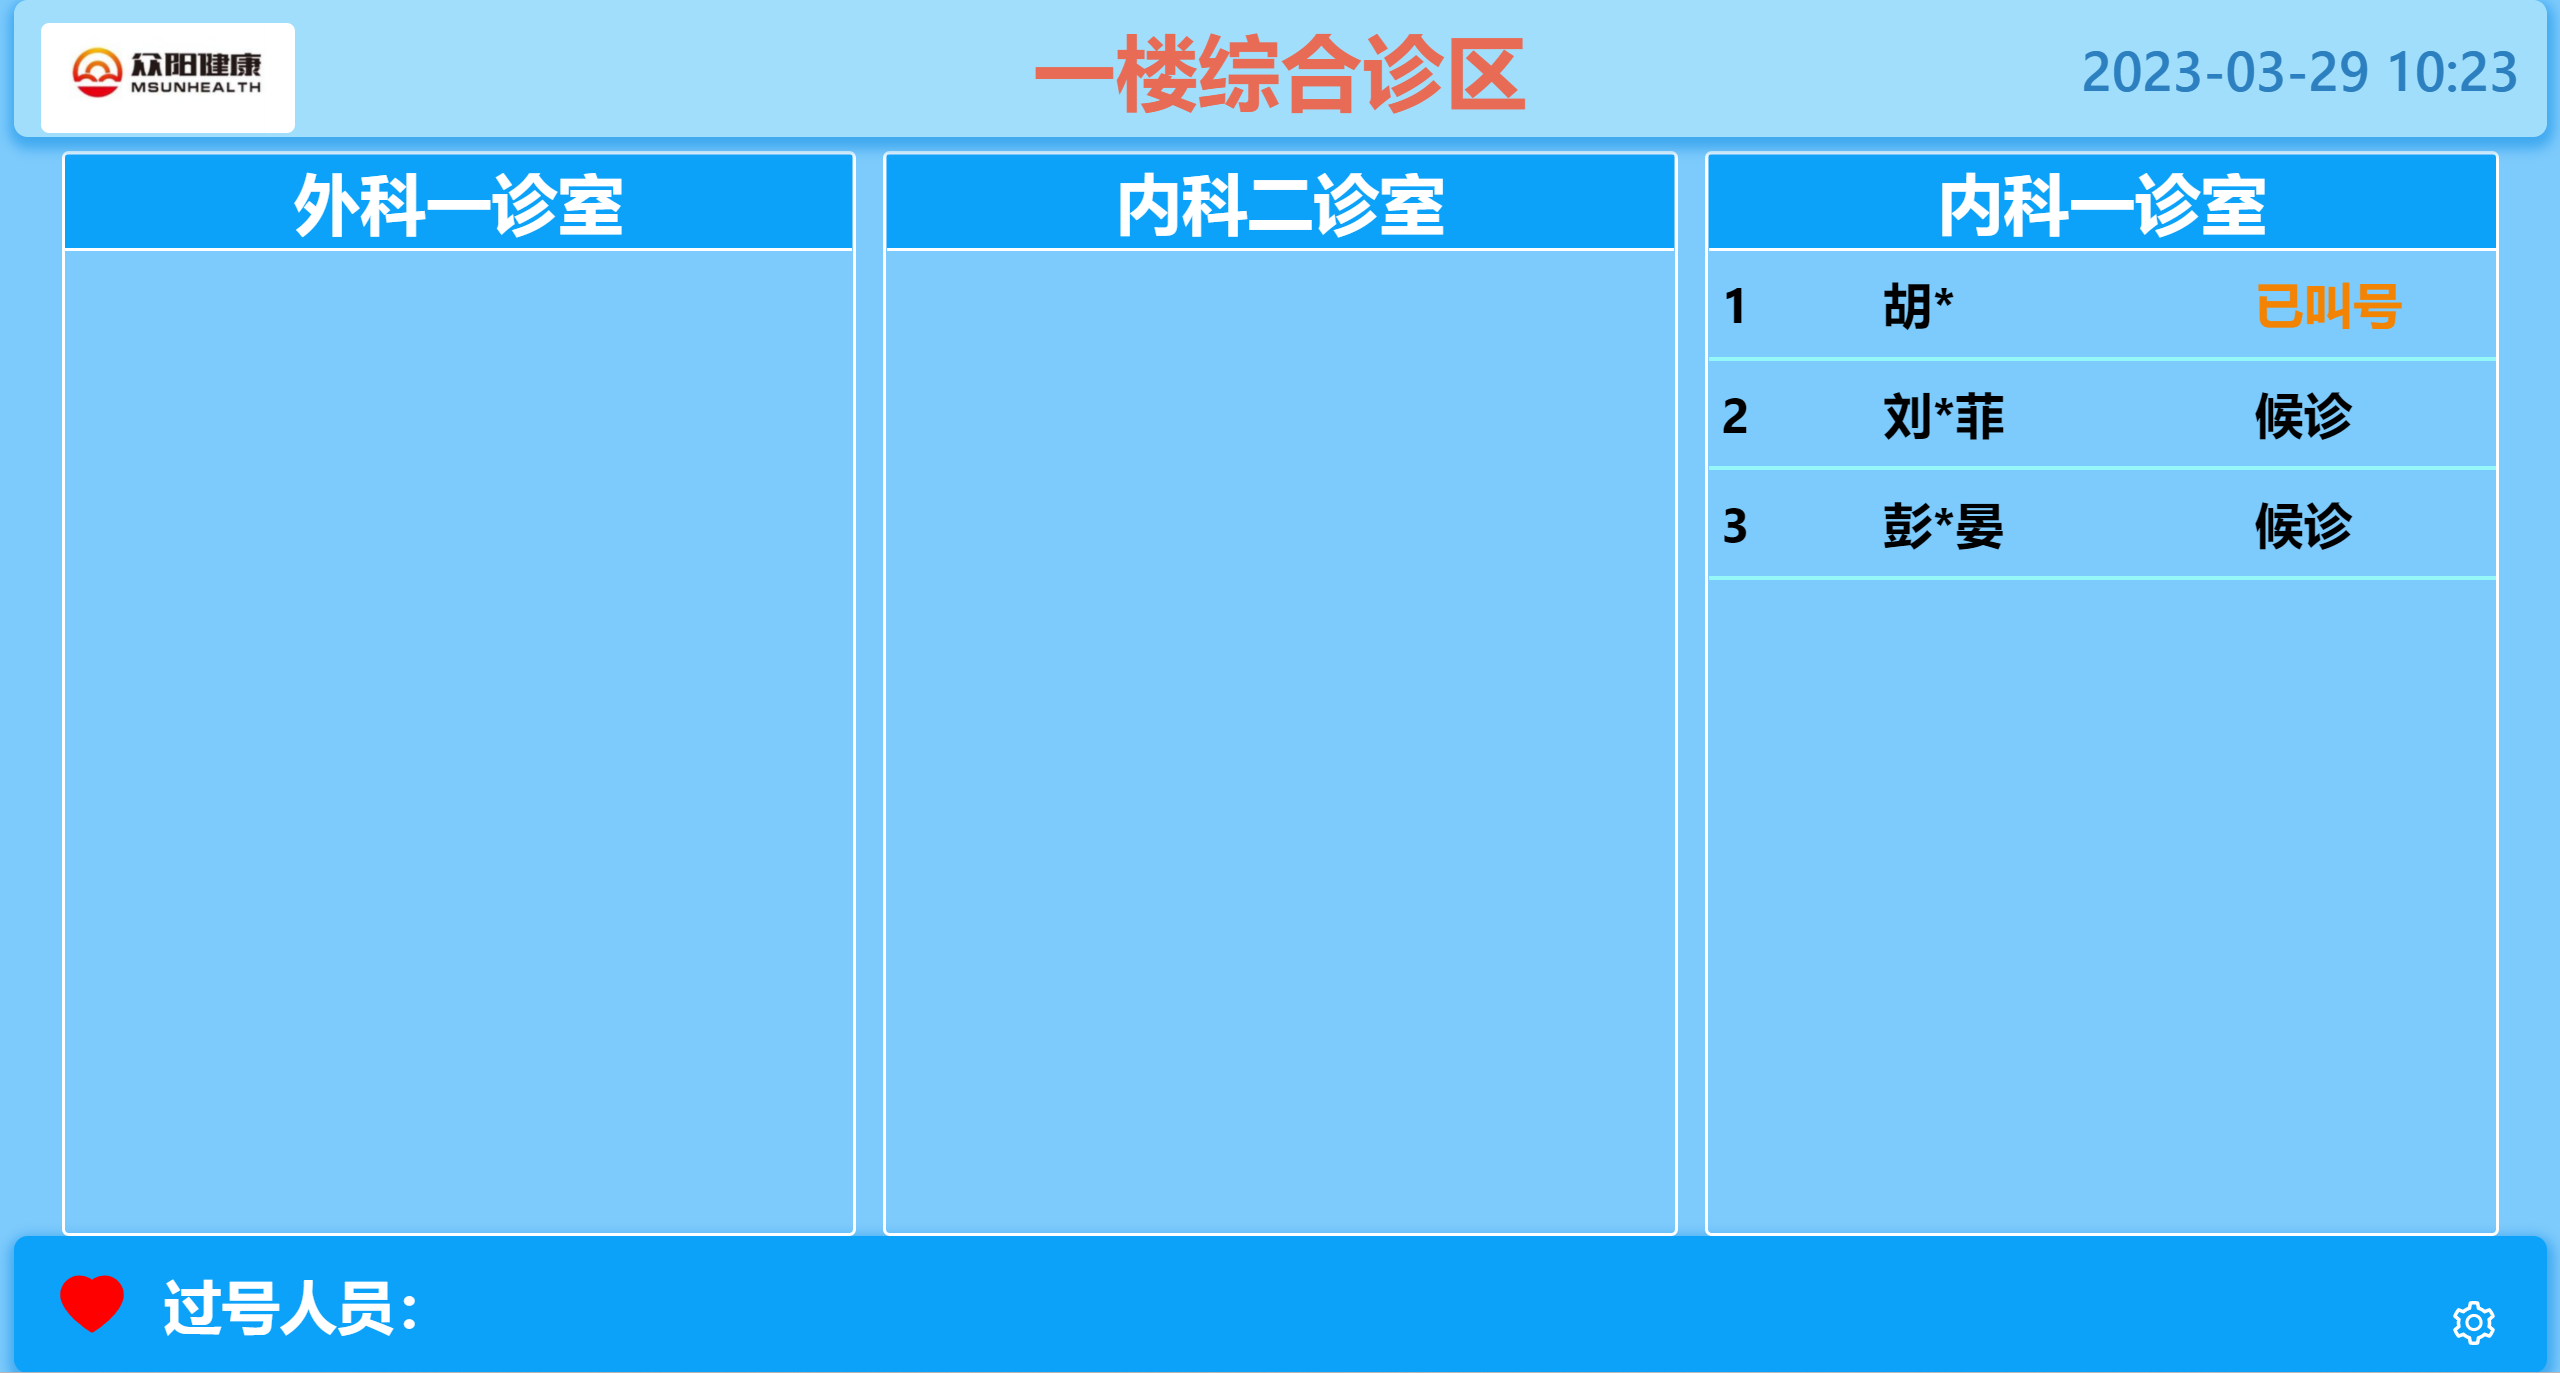 众阳健康
MSUNHEALTH
一楼综合诊区
2023-03-29 10:23
外科一诊室
内科二诊室
内科一诊室
1 胡* 已叫号
2 刘*菲 候诊
3 彭*晏 候诊
过号人员：